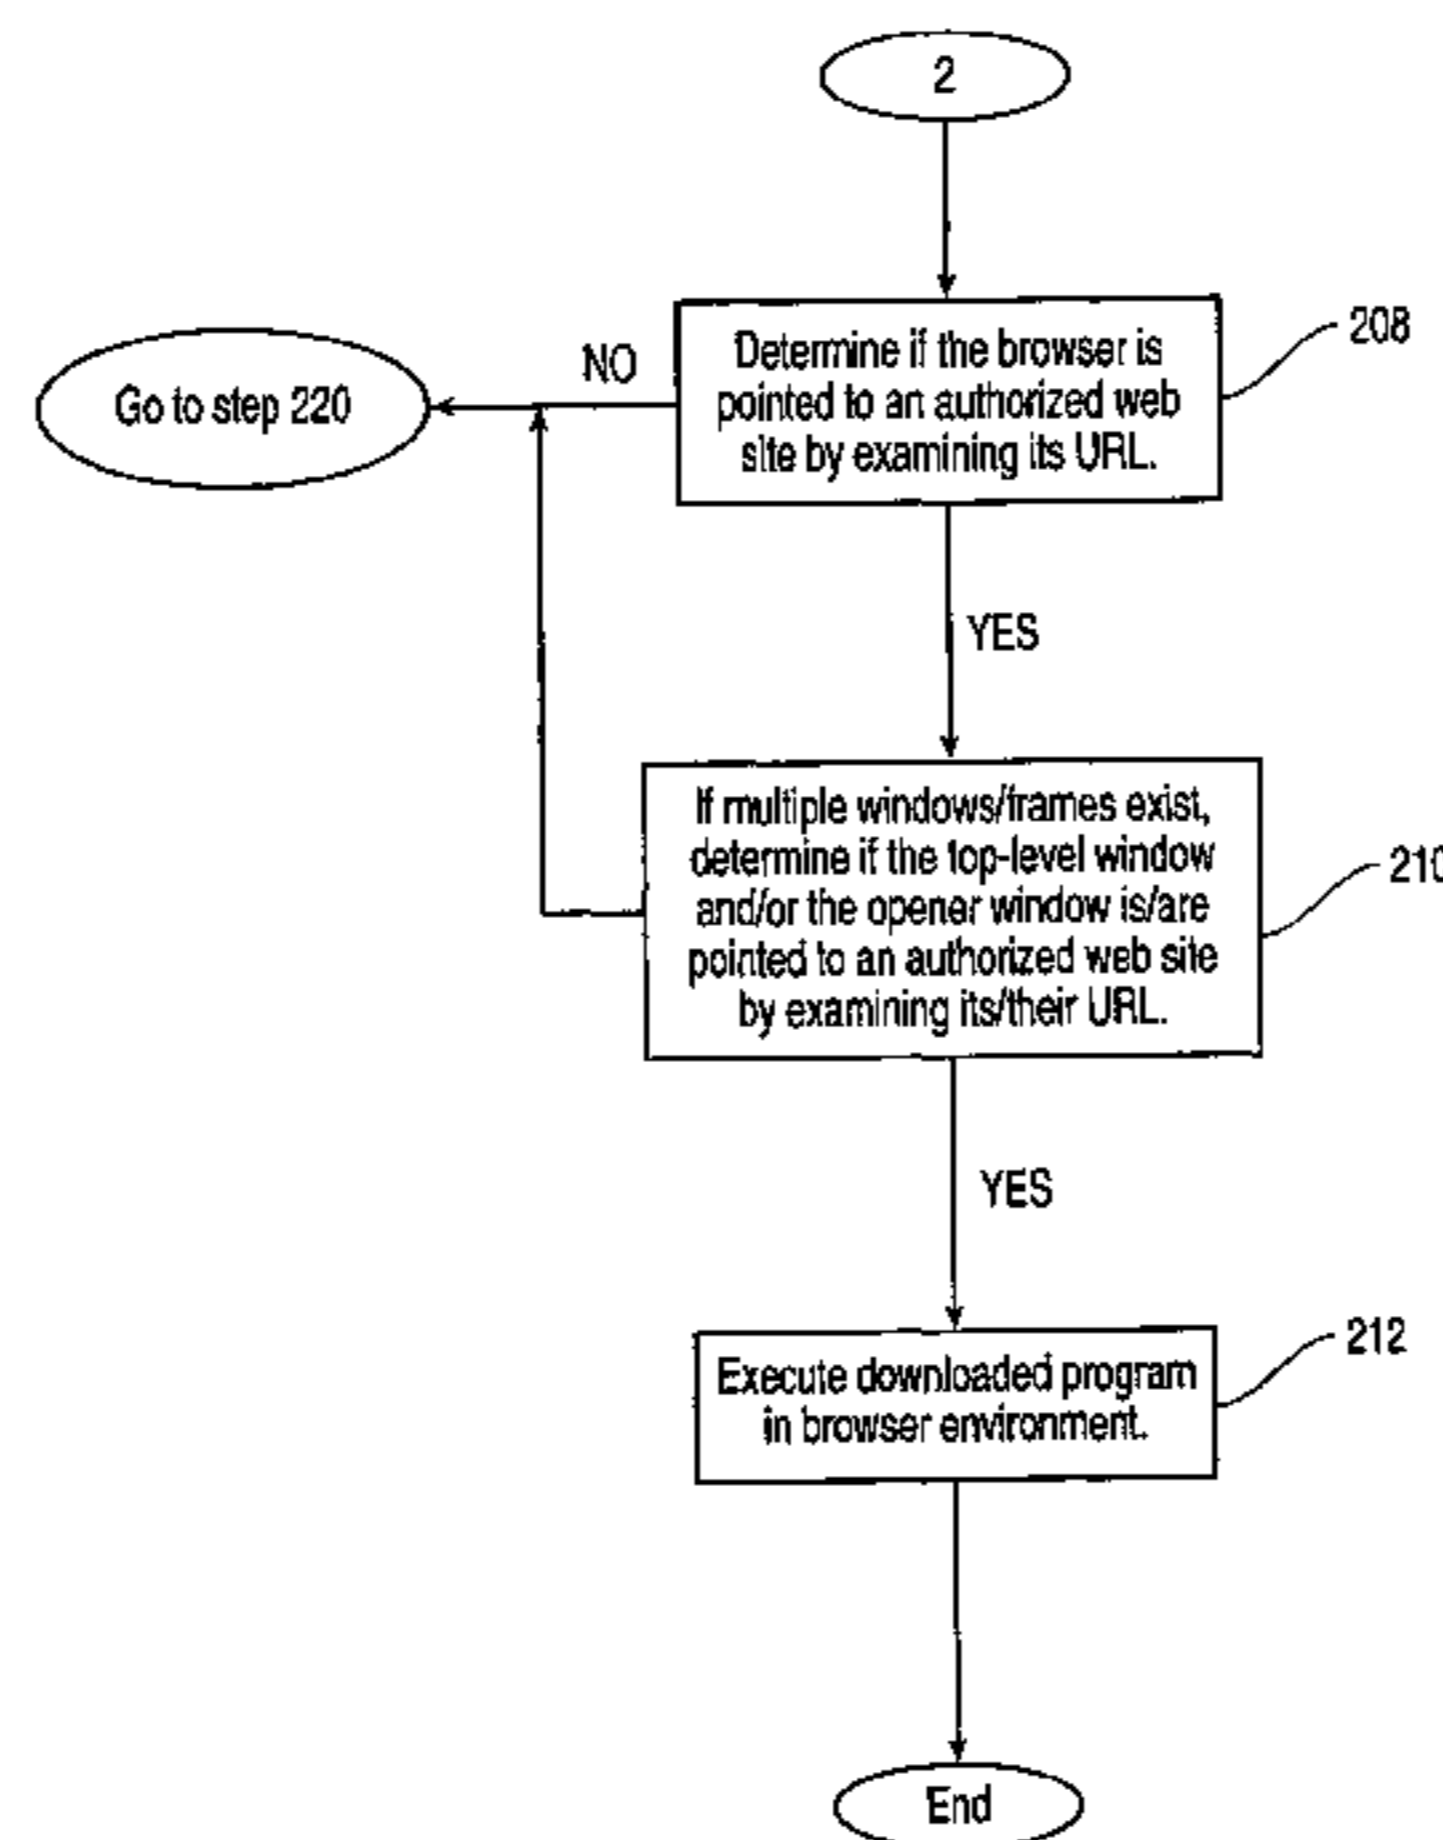 2
Determine if the browser is
pointed to an authorized web
site by examining its URL.
208
NO
Go to step 220
YES
If multiple windows/frames exist,
determine if the top-level window
and/or the opener window is/are
pointed to an authorized web site
by examining its/their URL.
210
YES
Execute downloaded program
in browser environment.
212
End